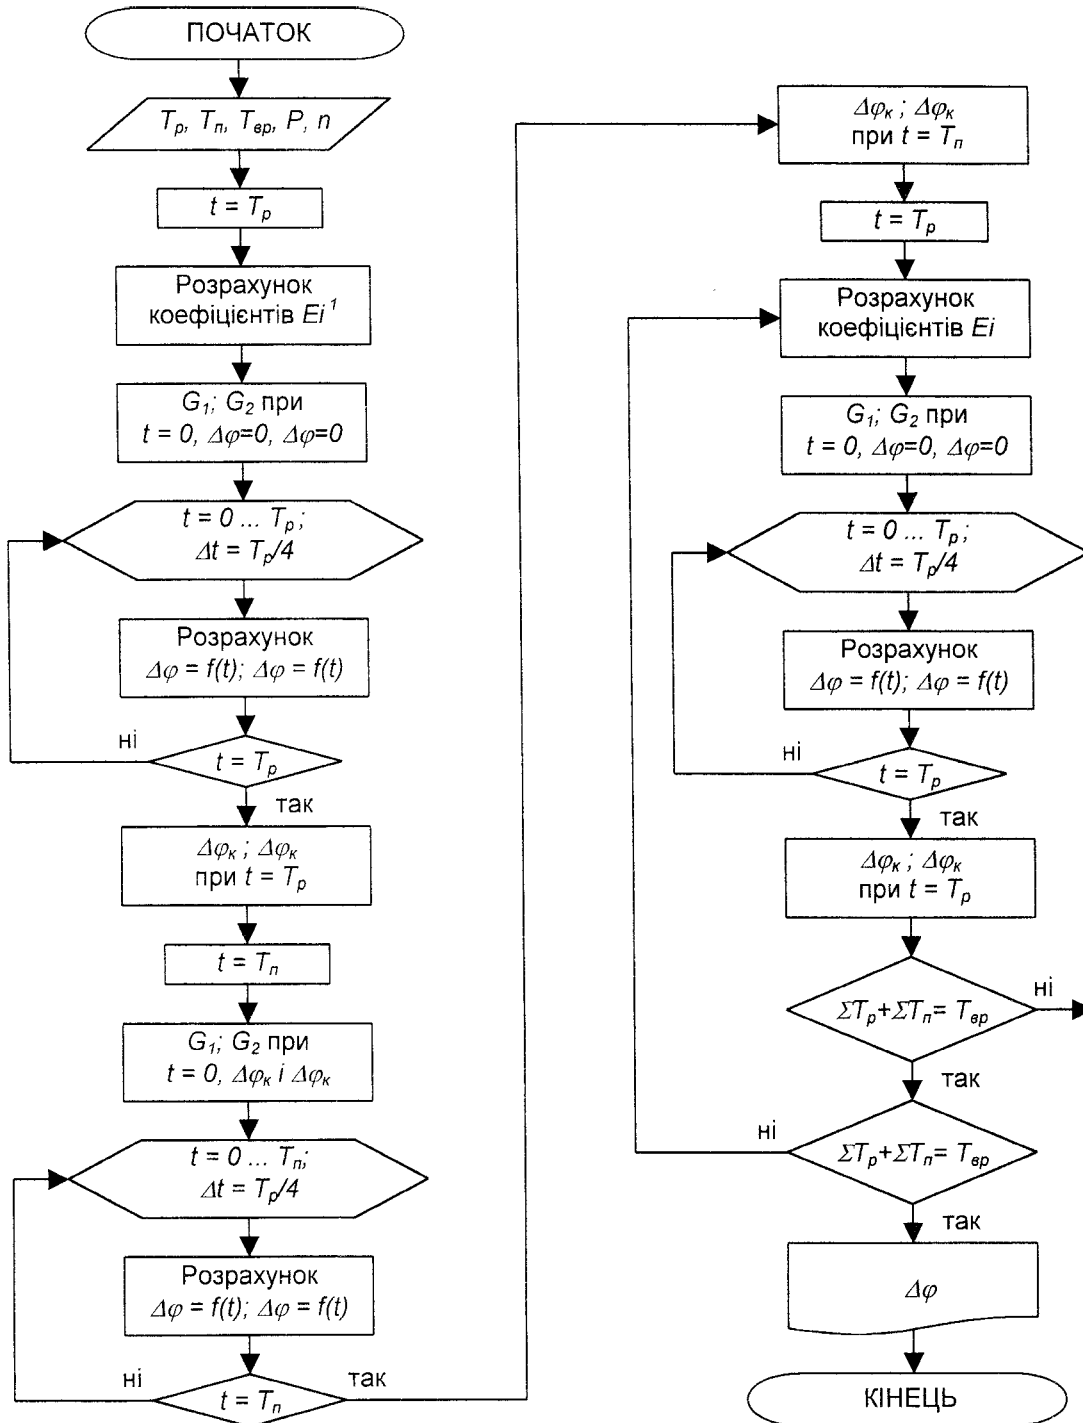 ПОЧАТОК
Tр, Tп, Tвр, P, n
t = Tр
Розрахунок
коефіцієнтів Ei¹
G₁; G₂ при
t = 0, Δφ=0, Δφ=0
t = 0 ... Tр;
Δt = Tр/4
Розрахунок
Δφ = f(t); Δφ = f(t)
ні
t = Tр
так
Δφк ; Δφк
при t = Tр
t = Tп
G₁; G₂ при
t = 0, Δφк і Δφк
t = 0 ... Tп;
Δt = Tр/4
Розрахунок
Δφ = f(t); Δφ = f(t)
ні
так
t = Tп
Δφк ; Δφк
при t = Tп
t = Tр
Розрахунок
коефіцієнтів Ei
G₁; G₂ при
t = 0, Δφ=0, Δφ=0
t = 0 ... Tр;
Δt = Tр/4
Розрахунок
Δφ = f(t); Δφ = f(t)
ні
t = Tр
так
Δφк ; Δφк
при t = Tр
ні
ΣTр+ΣTп= Tвр
так
ні
ΣTр+ΣTп= Tвр
так
Δφ
КІНЕЦЬ